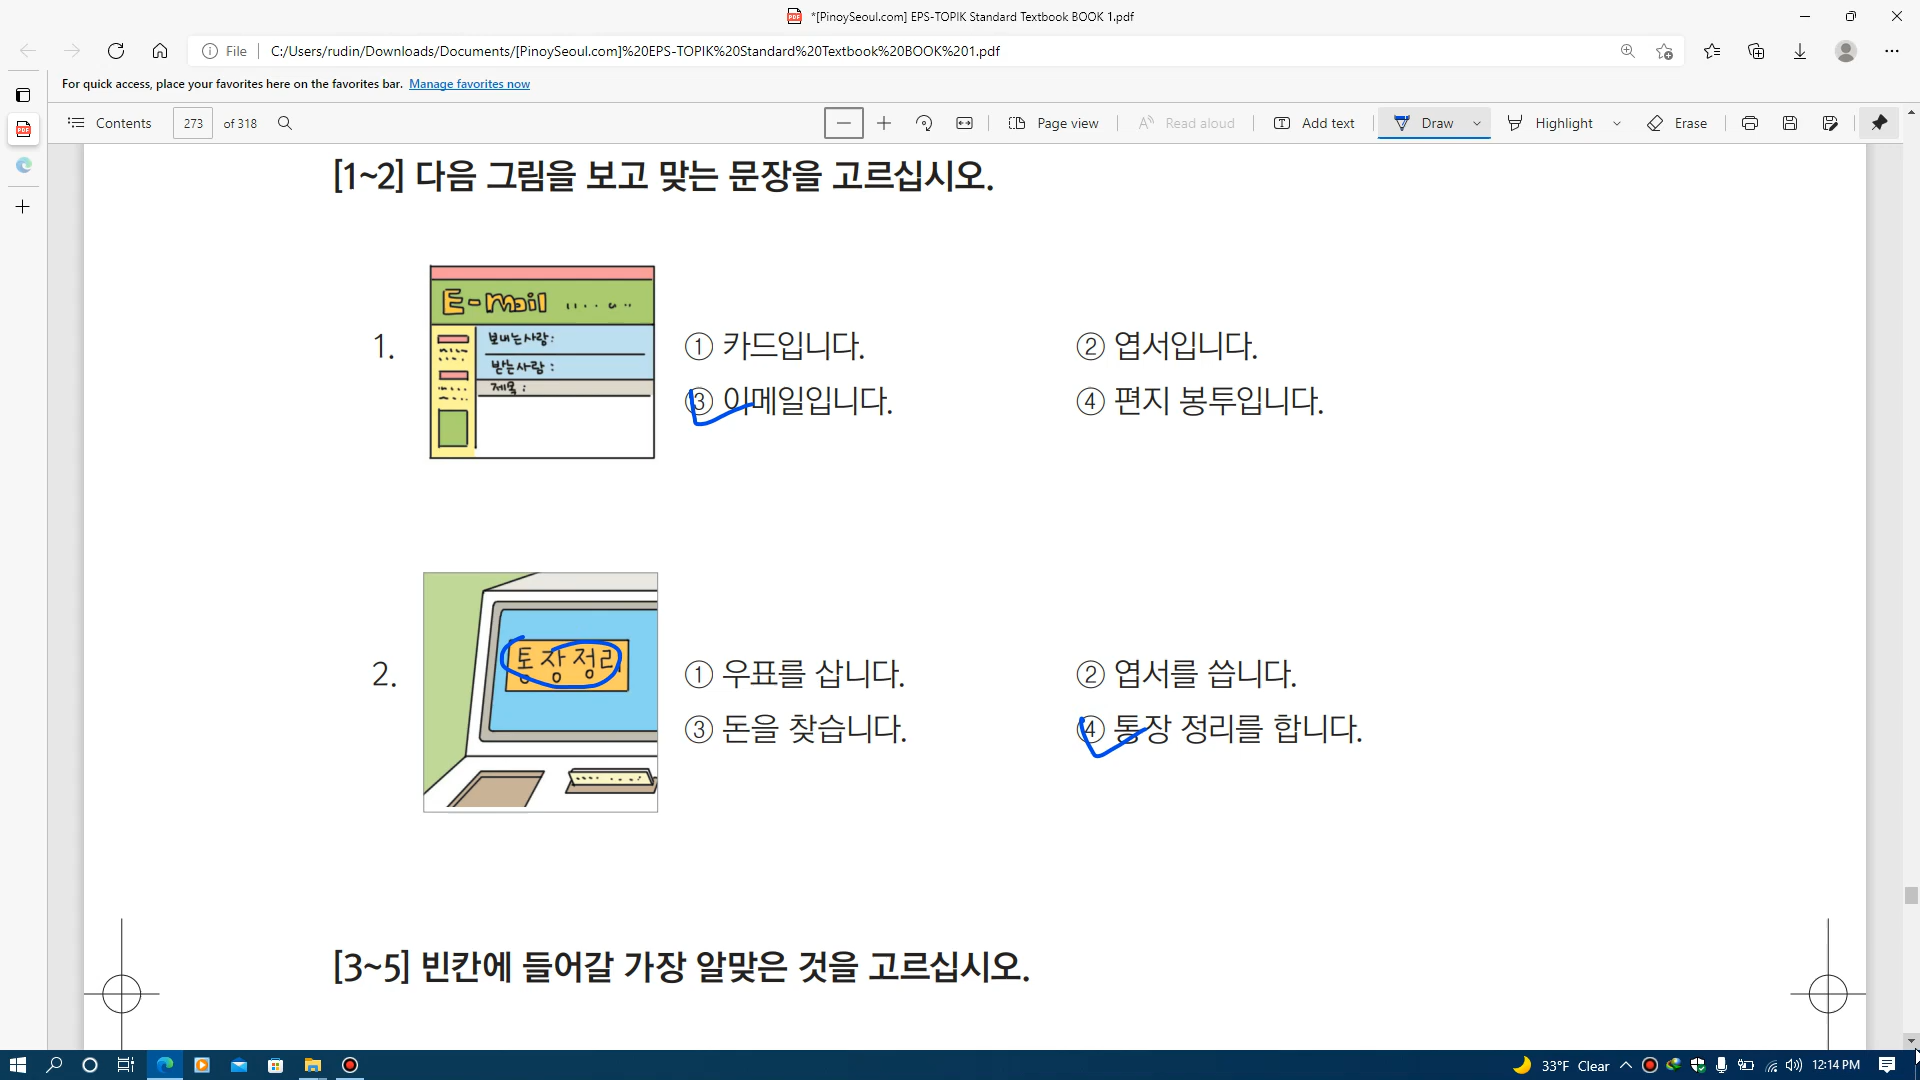 *[PinoySeoul.com] EPS-TOPIK Standard Textbook BOOK 1.pdf
File C:/Users/rudin/Downloads/Documents/[PinoySeoul.com]%20EPS-TOPIK%20Standard%20Textbook%20BOOK%201.pdf
For quick access, place your favorites here on the favorites bar. Manage favorites now
Contents 273 of 318 Page view Read aloud Add text Draw Highlight Erase
[1~2] 다음 그림을 보고 맞는 문장을 고르십시오.
E-mail
보내는사람:
받는사람 :
제목 :
1.
① 카드입니다. ② 엽서입니다.
③ 이메일입니다. ④ 편지 봉투입니다.
통장정리
2.
① 우표를 삽니다. ② 엽서를 씁니다.
③ 돈을 찾습니다. ④ 통장 정리를 합니다.
[3~5] 빈칸에 들어갈 가장 알맞은 것을 고르십시오.
33°F Clear 12:14 PM